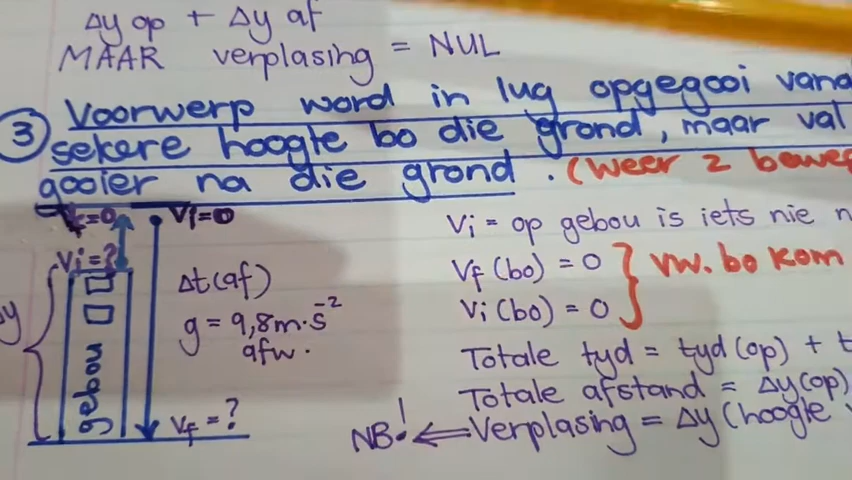 Δy op + Δy af
MAAR verplasing = NUL
③ Voorwerp word in lug opgegooi vana
sekere hoogte bo die grond, maar val
gooier na die grond. (Weer 2 bewe
Vf=0 Vi=0
Vi=?
Δt(af)
g = 9,8m·s⁻²
afw.
gebou
Vf = ?
Vi = op gebou is iets nie n
Vf (bo) = 0
Vi (bo) = 0
vw. bo kom
Totale tyd = tyd(op) + t
Totale afstand = Δy(op)
NB! ⇐ Verplasing = Δy (hoogte